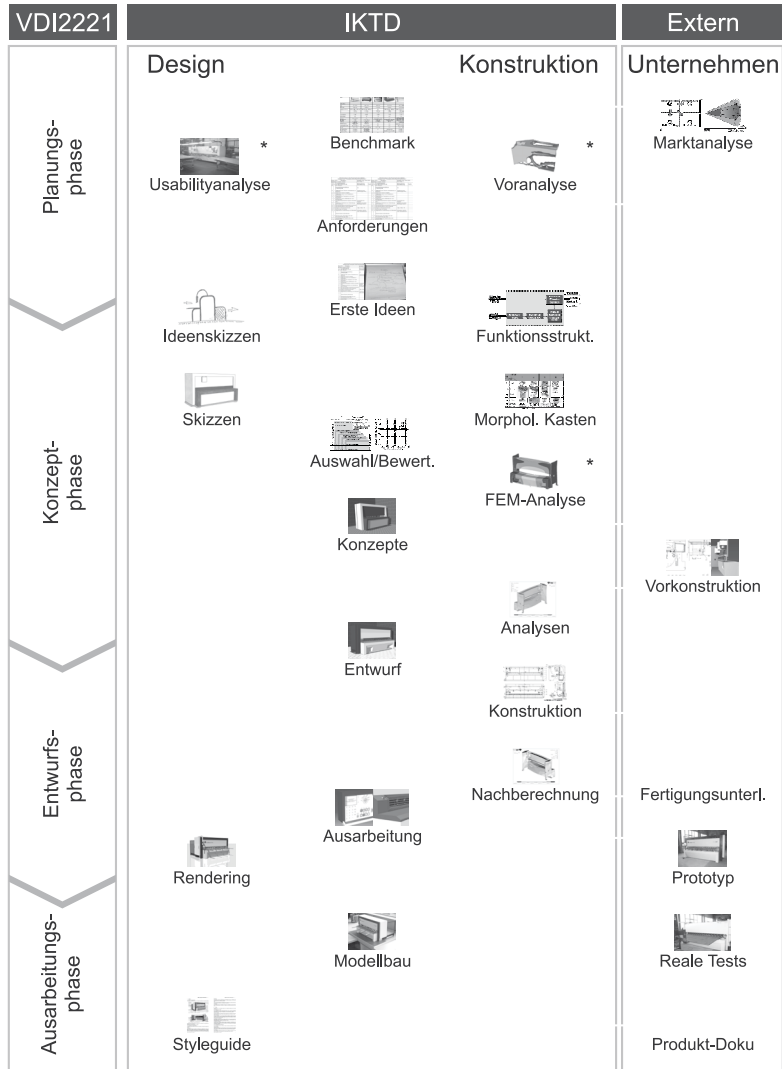 VDI2221
IKTD
Extern
Design
Konstruktion
Unternehmen
Planungs-
phase
*
Usabilityanalyse
Benchmark
*
Voranalyse
Marktanalyse
Anforderungen
Erste Ideen
Ideenskizzen
Funktionsstrukt.
Konzept-
phase
Skizzen
Morphol. Kasten
Auswahl/Bewert.
*
FEM-Analyse
Konzepte
Vorkonstruktion
Analysen
Entwurf
Konstruktion
Entwurfs-
phase
Nachberechnung
Fertigungsunterl.
Ausarbeitung
Rendering
Prototyp
Ausarbeitungs-
phase
Modellbau
Reale Tests
Styleguide
Produkt-Doku